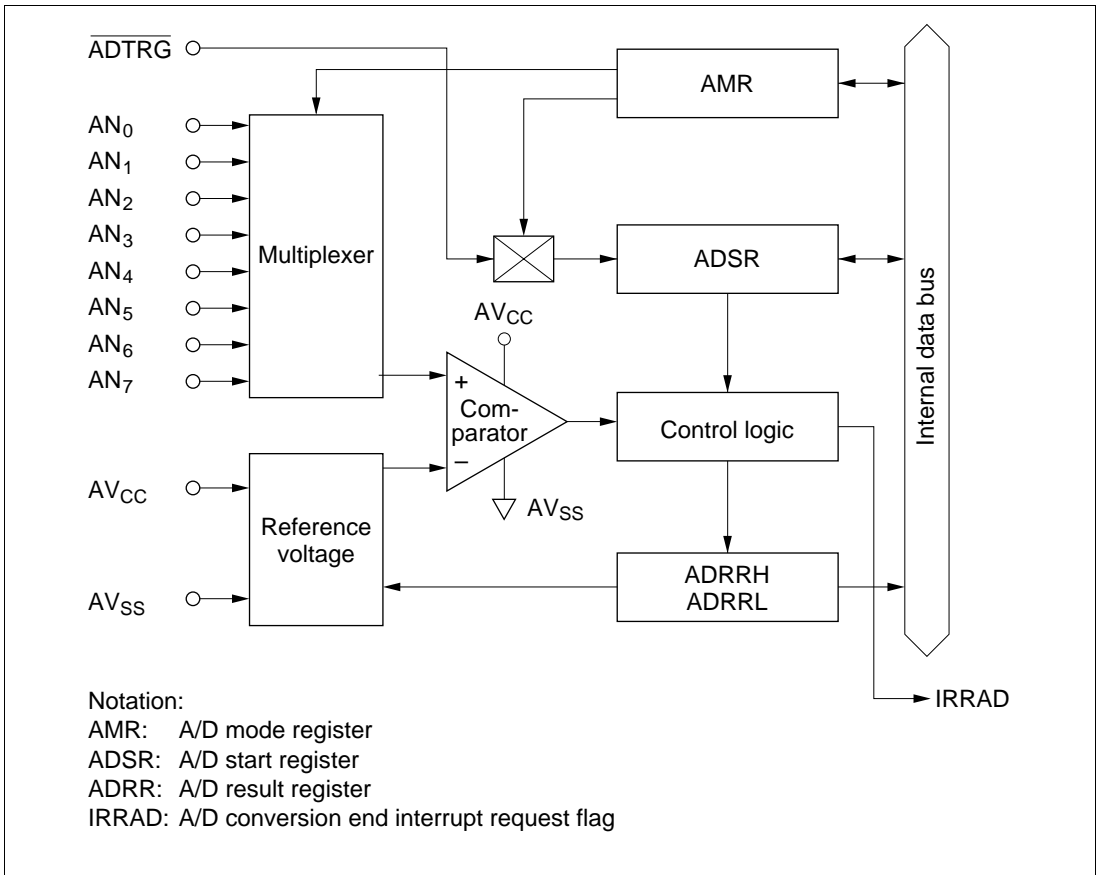 ADTRG
AMR
AN0
AN1
AN2
AN3
AN4
AN5
AN6
AN7
Multiplexer
ADSR
Internal data bus
AVCC
+
Com-
parator
–
AVSS
Control logic
AVCC
AVSS
Reference
voltage
ADRRH
ADRRL
IRRAD
Notation:
AMR: A/D mode register
ADSR: A/D start register
ADRR: A/D result register
IRRAD: A/D conversion end interrupt request flag